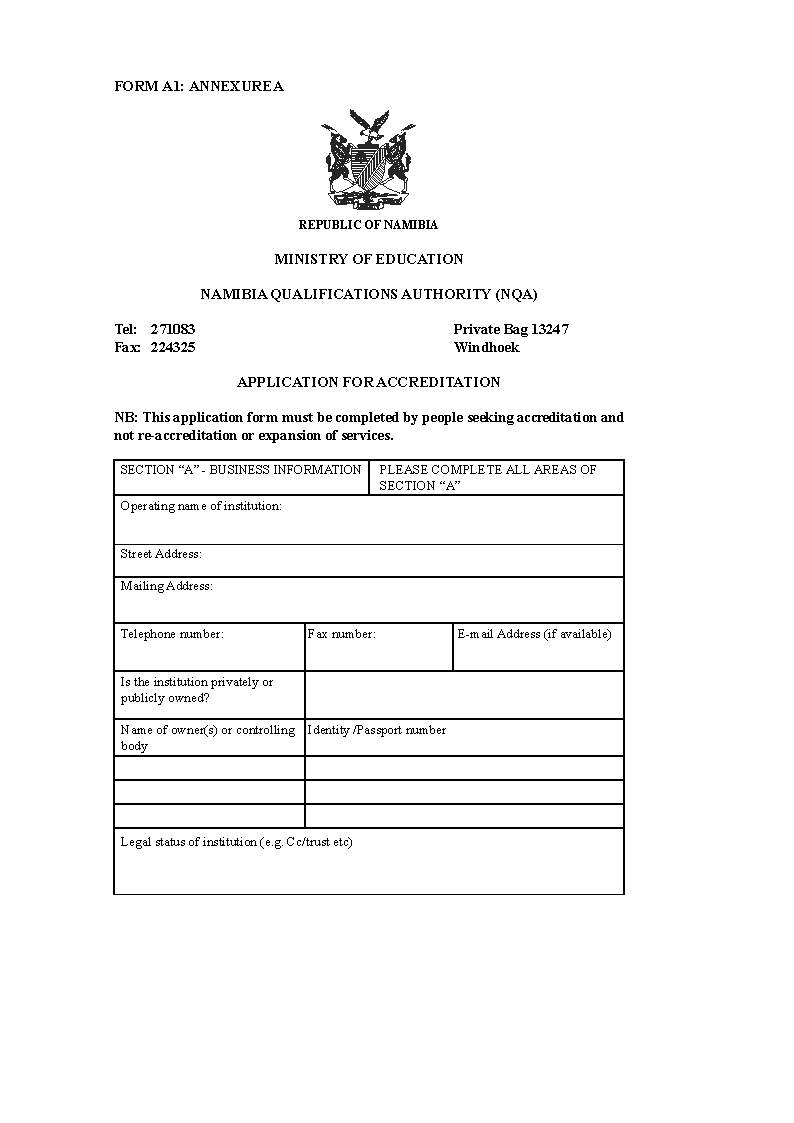 FORM A1: ANNEXURE A
REPUBLIC OF NAMIBIA
MINISTRY OF EDUCATION
NAMIBIA QUALIFICATIONS AUTHORITY (NQA)
Tel: 271083 Private Bag 13247
Fax: 224325 Windhoek
APPLICATION FOR ACCREDITATION
NB: This application form must be completed by people seeking accreditation and
not re-accreditation or expansion of services.
SECTION “A” - BUSINESS INFORMATION PLEASE COMPLETE ALL AREAS OF
SECTION “A”
Operating name of institution:
Street Address:
Mailing Address:
Telephone number: Fax number: E-mail Address (if available)
Is the institution privately or
publicly owned?
Name of owner(s) or controlling Identity /Passport number
body
Legal status of institution (e.g. Cc/trust etc)